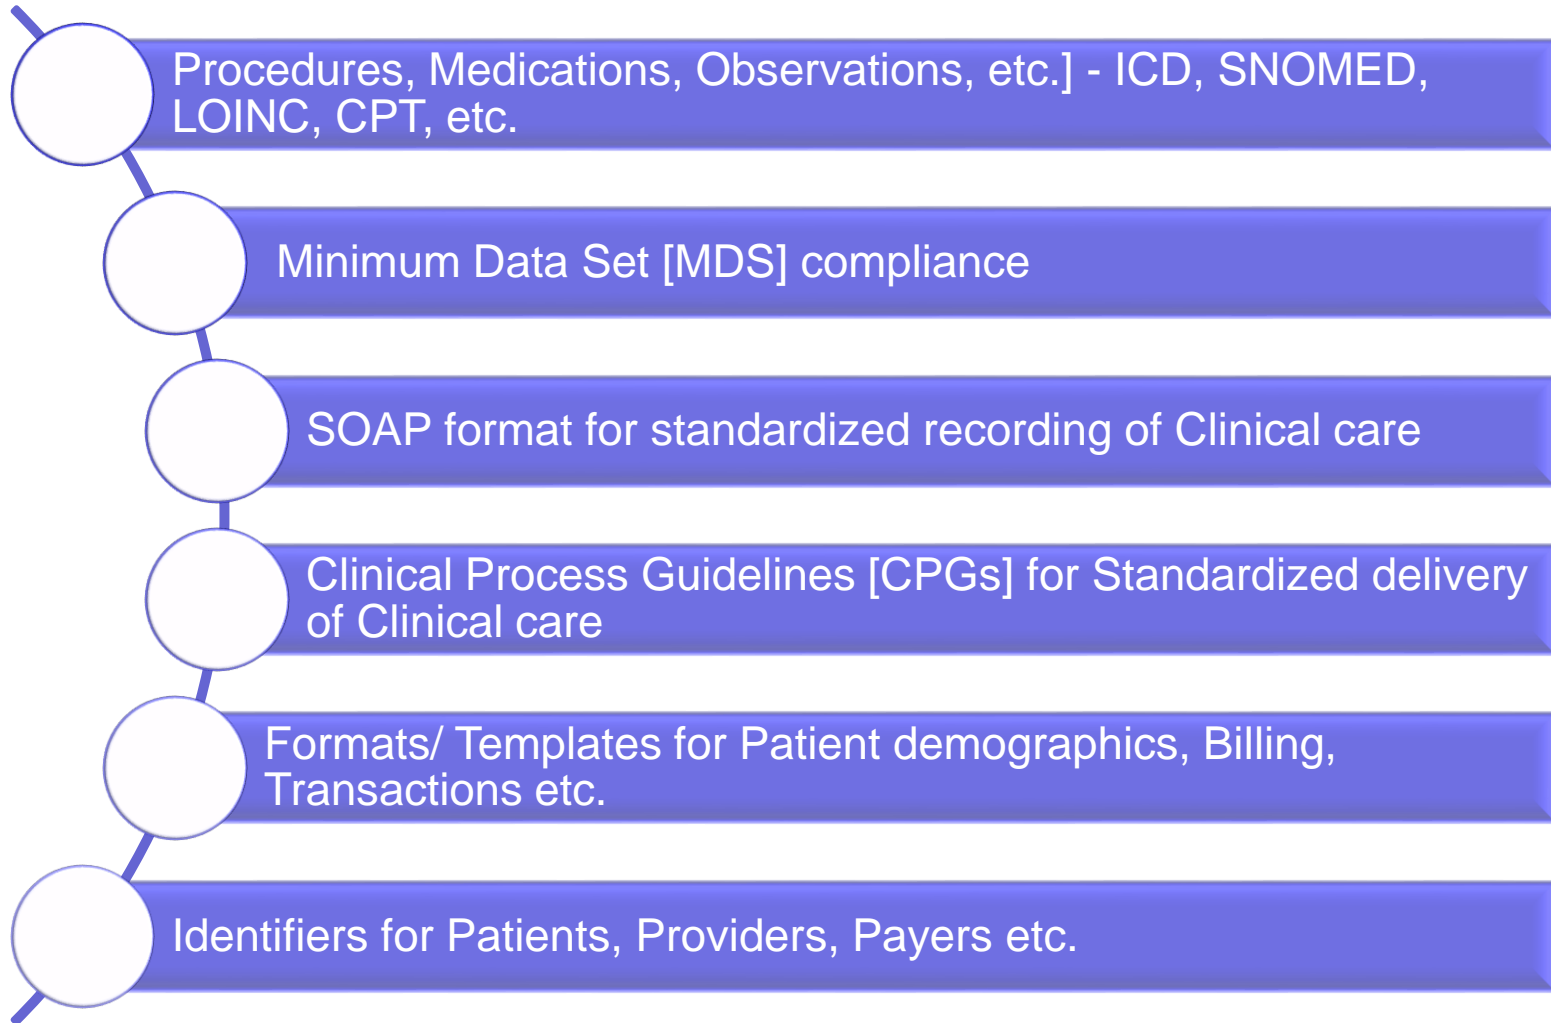 Procedures, Medications, Observations, etc.] - ICD, SNOMED,
LOINC, CPT, etc.
Minimum Data Set [MDS] compliance
SOAP format for standardized recording of Clinical care
Clinical Process Guidelines [CPGs] for Standardized delivery
of Clinical care
Formats/ Templates for Patient demographics, Billing,
Transactions etc.
Identifiers for Patients, Providers, Payers etc.